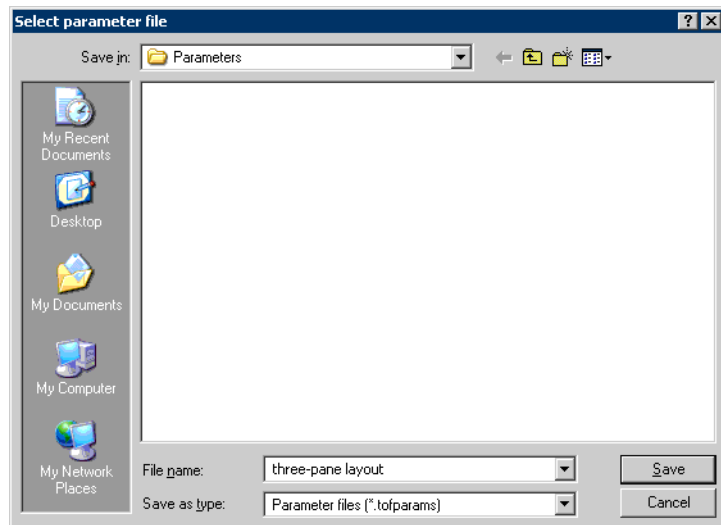 Select parameter file
Save in:
Parameters
My Recent
Documents
Desktop
My Documents
My Computer
My Network
Places
File name:
three-pane layout
Save
Save as type:
Parameter files (*.tofparams)
Cancel